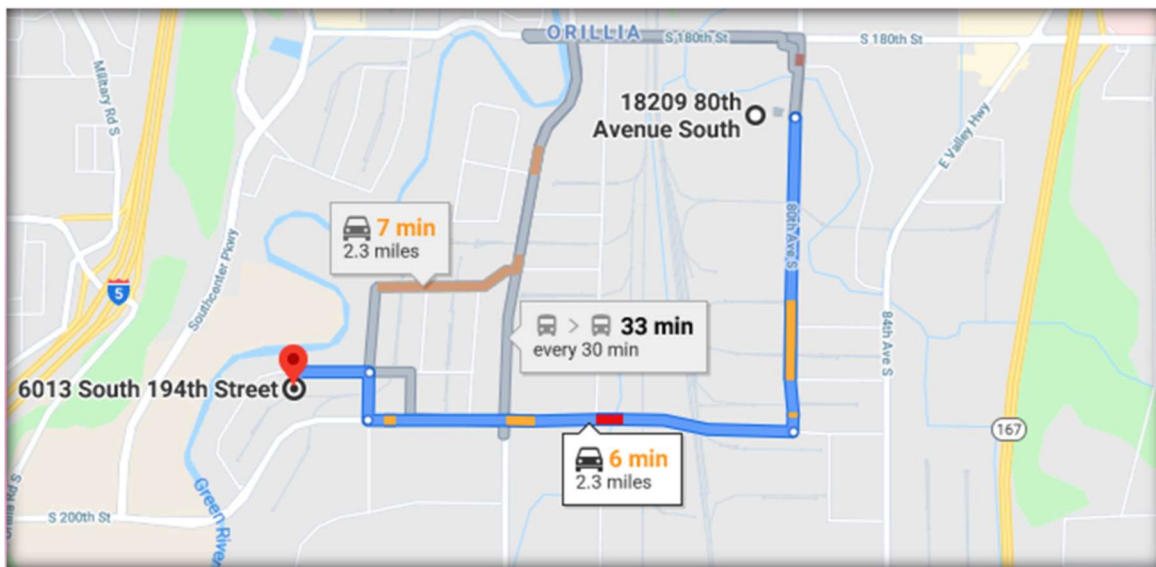 ORILLIA
S 180th St
S 180th St
Military Rd S
18209 80th
Avenue South
E Valley Hwy
7 min
2.3 miles
80th Ave S
Southcenter Pkwy
5
33 min
every 30 min
84th Ave S
6013 South 194th Street
167
6 min
2.3 miles
Rd S
Green River
S 200th St